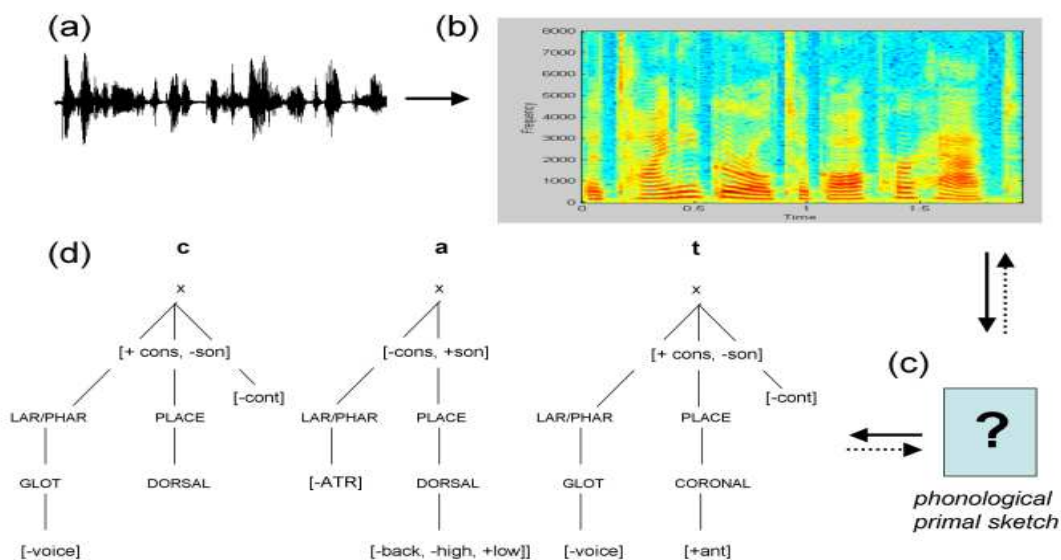 (a)
(b)
8000
7000
6000
5000
4000
3000
2000
1000
0
Frequency
0 0.5 1 1.5
Time
(d) c a t
x x x
[+ cons, -son] [-cons, +son] [+ cons, -son]
[-cont] [-cont]
(c)
LAR/PHAR PLACE LAR/PHAR PLACE LAR/PHAR PLACE
?
GLOT DORSAL [-ATR] DORSAL GLOT CORONAL
phonological
primal sketch
[-voice] [-back, -high, +low]] [-voice] [+ant]